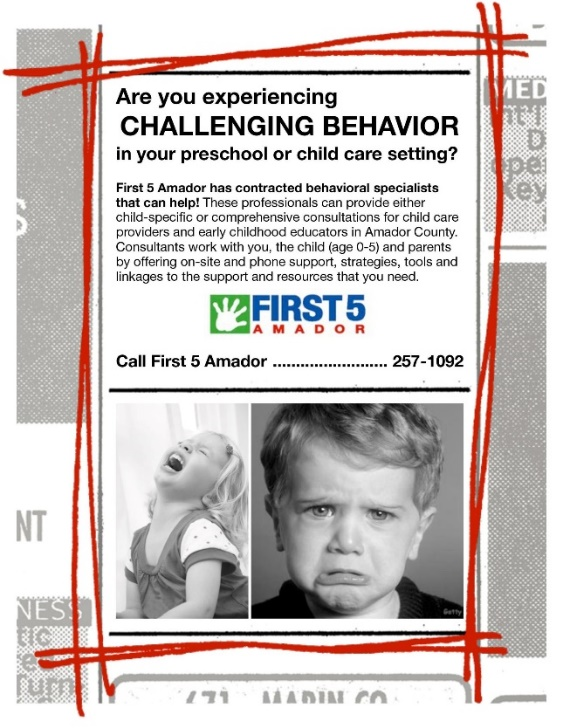 Are you experiencing
CHALLENGING BEHAVIOR
in your preschool or child care setting?
First 5 Amador has contracted behavioral specialists
that can help! These professionals can provide either
child-specific or comprehensive consultations for child care
providers and early childhood educators in Amador County.
Consultants work with you, the child (age 0-5) and parents
by offering on-site and phone support, strategies, tools and
linkages to the support and resources that you need.
FIRST 5
AMADOR
Call First 5 Amador ......................... 257-1092
Getty
MED
NT
NESS